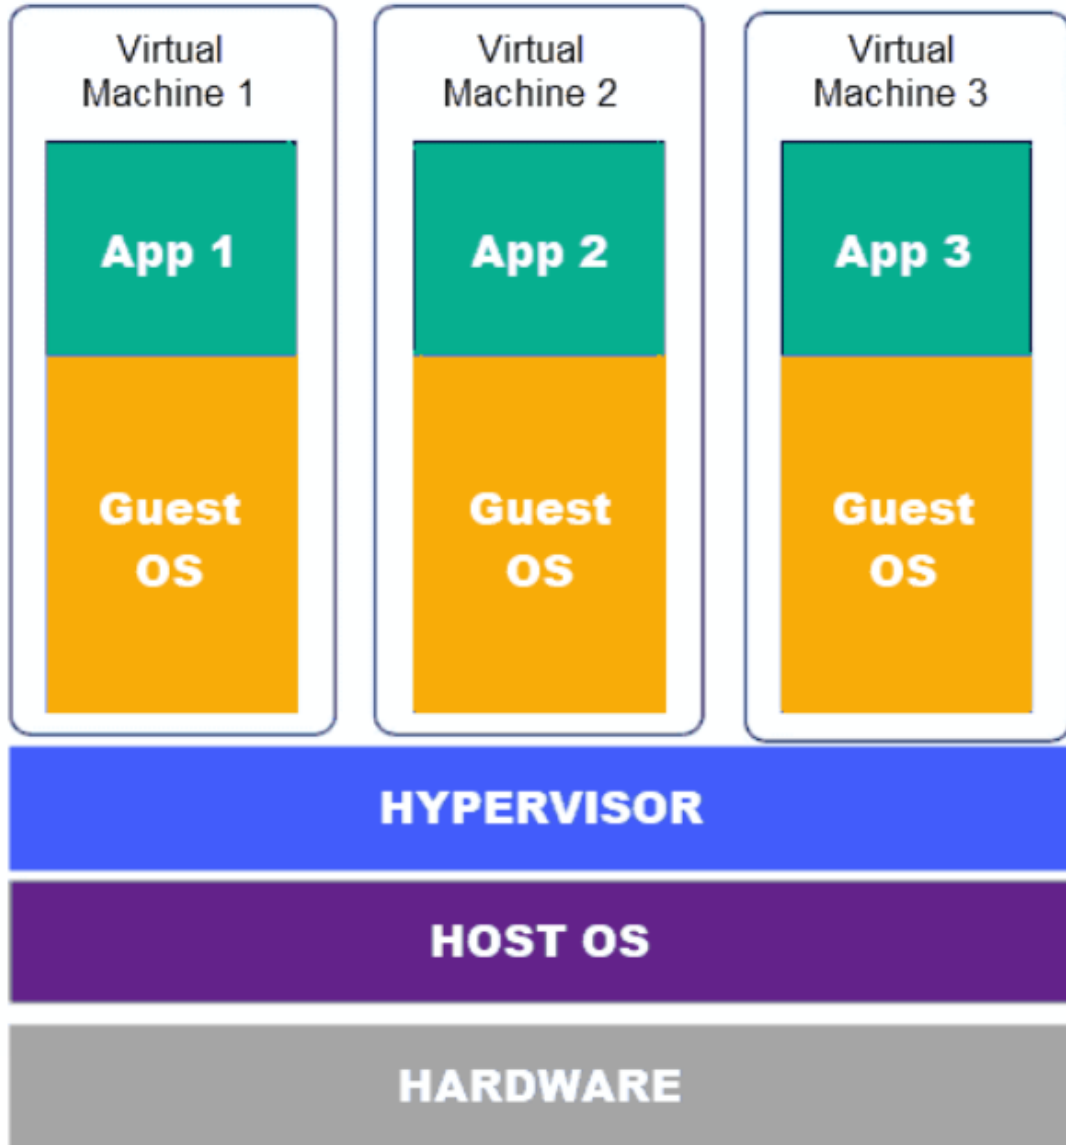 Virtual
Machine 1
Virtual
Machine 2
Virtual
Machine 3
App 1
App 2
App 3
Guest
OS
Guest
OS
Guest
OS
HYPERVISOR
HOST OS
HARDWARE